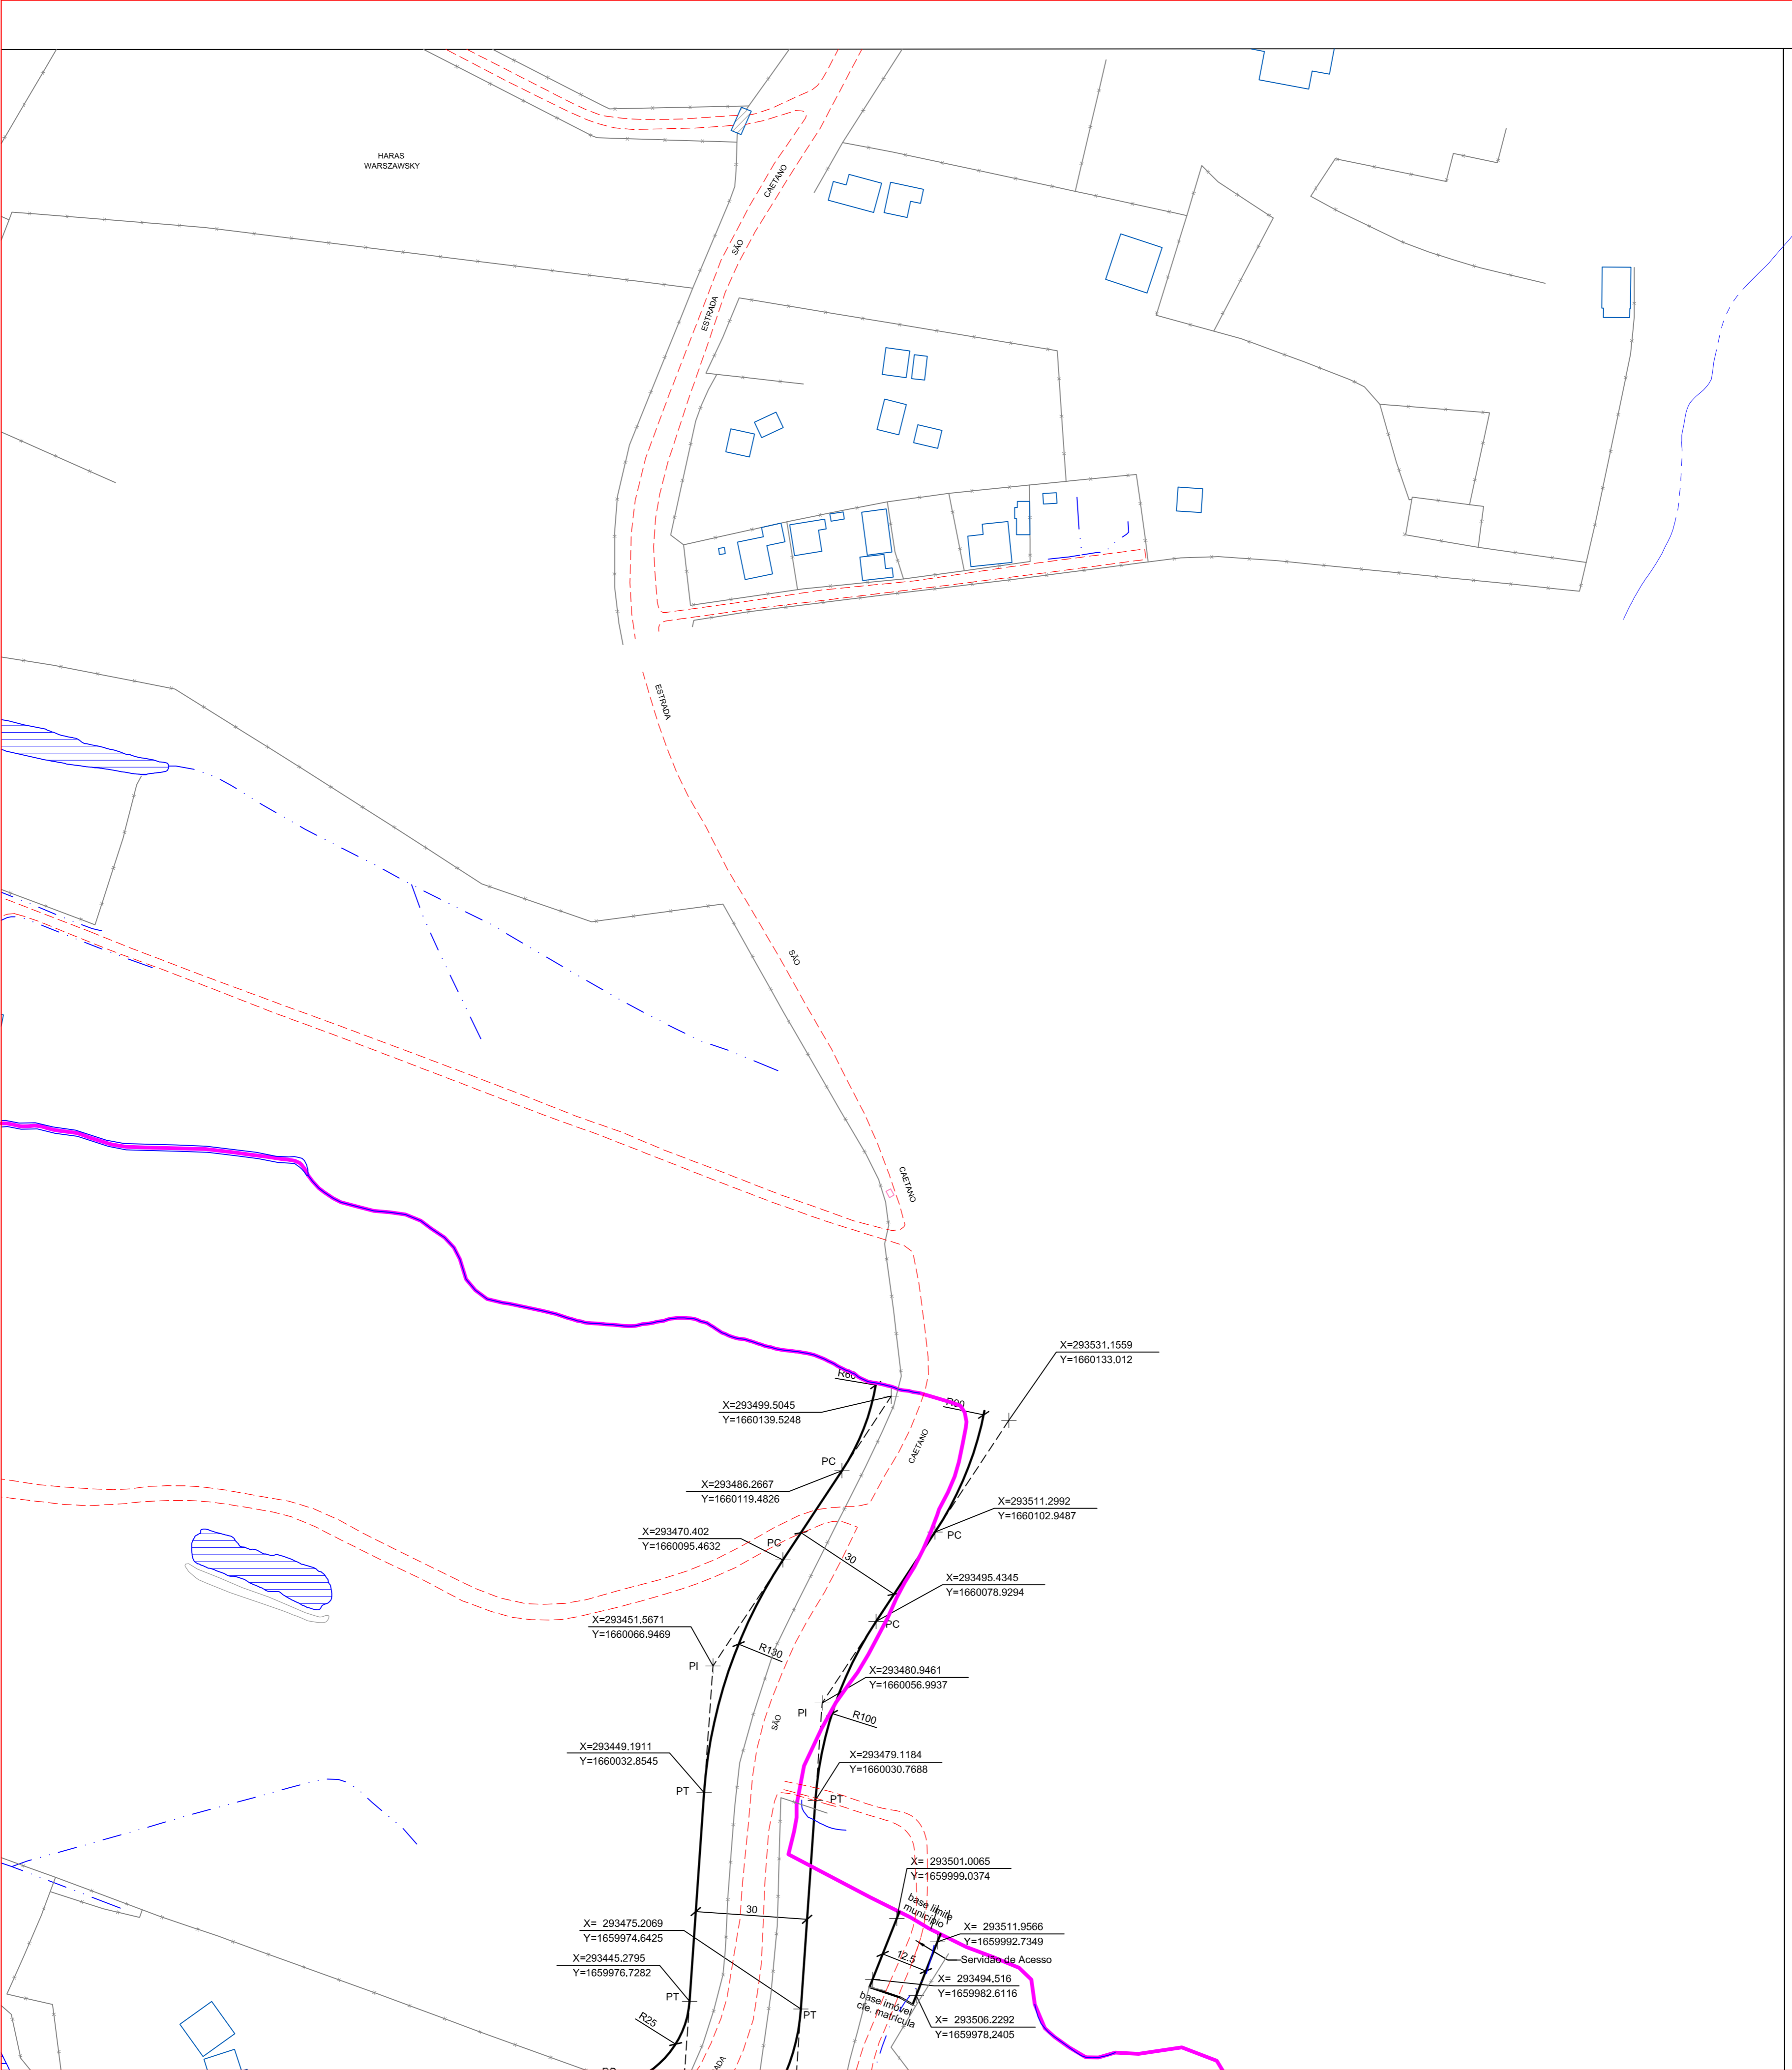 HARAS
WARSZAWSKY
CAETANO
SÃO
ESTRADA
ESTRADA
SÃO
CAETANO
X=293531.1559
Y=1660133.012
R60
R90
X=293499.5045
Y=1660139.5248
CAETANO
PC
X=293486.2667
Y=1660119.4826
X=293511.2992
Y=1660102.9487
PC
X=293470.402
Y=1660095.4632
PC
30
X=293495.4345
Y=1660078.9294
PC
X=293451.5671
Y=1660066.9469
R130
PI
X=293480.9461
Y=1660056.9937
PI
R100
SÃO
X=293449.1911
Y=1660032.8545
X=293479.1184
Y=1660030.7688
PT
PT
X= 293501.0065
Y=1659999.0374
base limite
município
30
X= 293475.2069
Y=1659974.6425
X= 293511.9566
Y=1659992.7349
12.5
Servidão de Acesso
X=293445.2795
Y=1659976.7282
X= 293494.516
Y=1659982.6116
base imóvel
cfe. matrícula
PT
PT
R25
X= 293506.2292
Y=1659978.2405